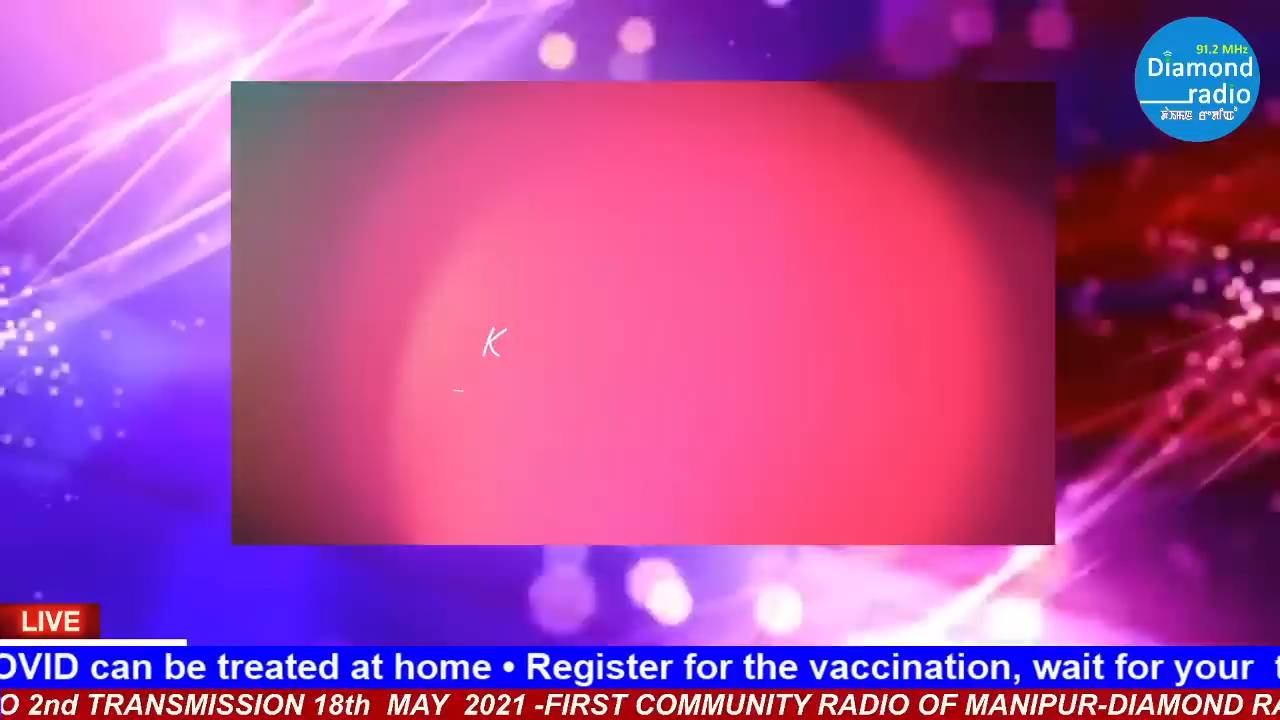 91.2 MHz
Diamond
radio
K
LIVE
OVID can be treated at home • Register for the vaccination, wait for your
O 2nd TRANSMISSION 18th MAY 2021 -FIRST COMMUNITY RADIO OF MANIPUR-DIAMOND RA